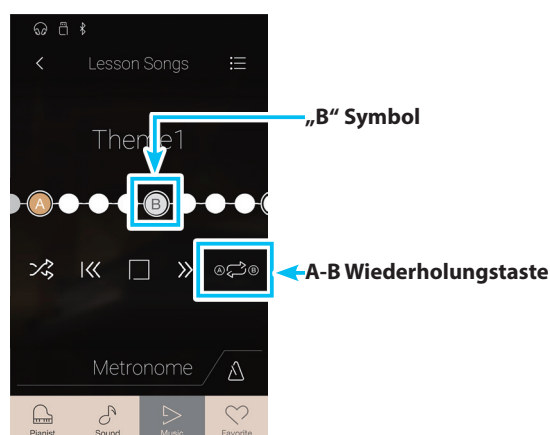 Lesson Songs
„B“ Symbol
Theme1
A
B
A B
A-B Wiederholungstaste
Metronome
Pianist Sound Music Favorite